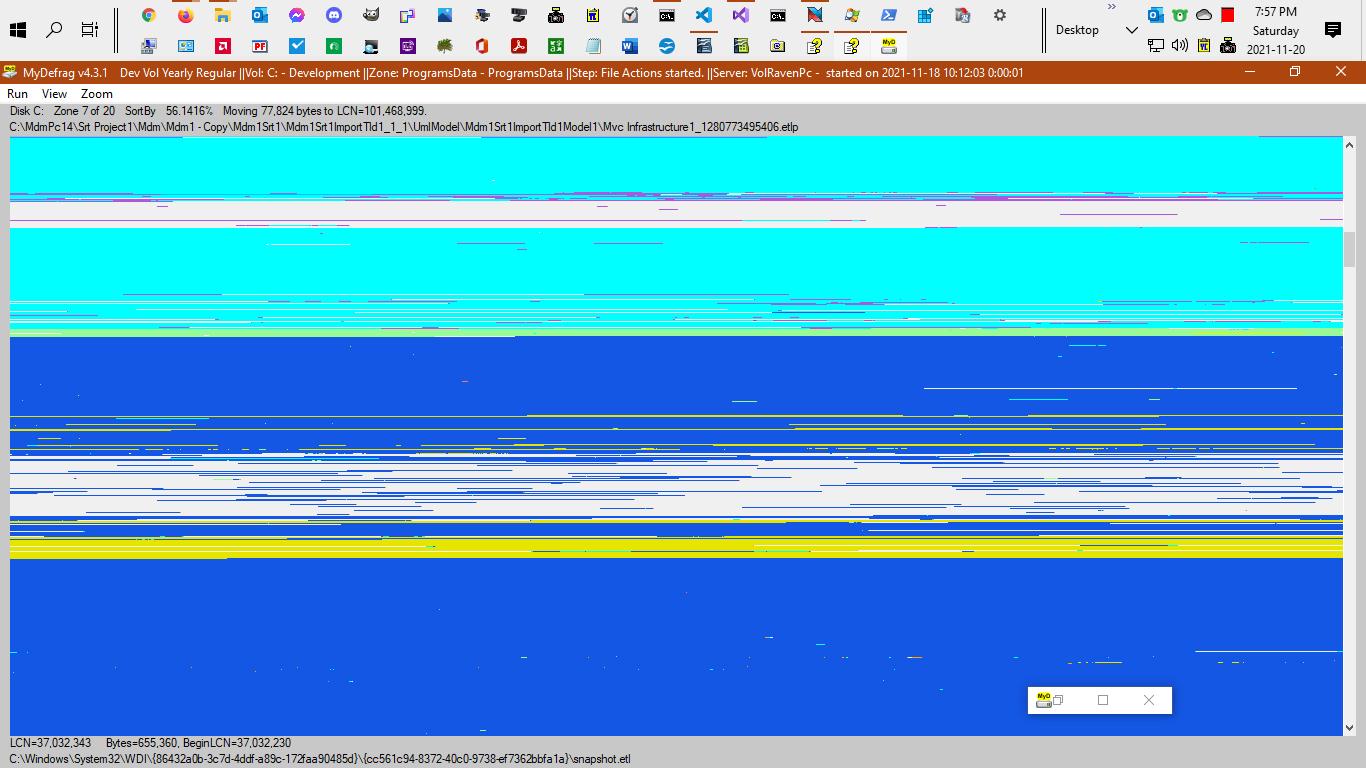 7:57 PM
Desktop
Saturday
2021-11-20
MyDefrag v4.3.1 Dev Vol Yearly Regular ||Vol: C: - Development ||Zone: ProgramsData - ProgramsData ||Step: File Actions started. ||Server: VolRavenPc - started on 2021-11-18 10:12:03 0:00:01
Run View Zoom
Disk C: Zone 7 of 20 SortBy 56.1416% Moving 77,824 bytes to LCN=101,468,999.
C:\MdmPc14\Srt Project1\Mdm\Mdm1 - Copy\Mdm1Srt1\Mdm1Srt1ImportTld1_1_1\UmlModel\Mdm1Srt1ImportTld1Model1\Mvc Infrastructure1_1280773495406.etlp
LCN=37,032,343 Bytes=655,360, BeginLCN=37,032,230
C:\Windows\System32\WDI\{86432a0b-3c7d-4ddf-a89c-172faa90485d}\{cc561c94-8372-40c0-9738-ef7362bbfa1a}\snapshot.etl